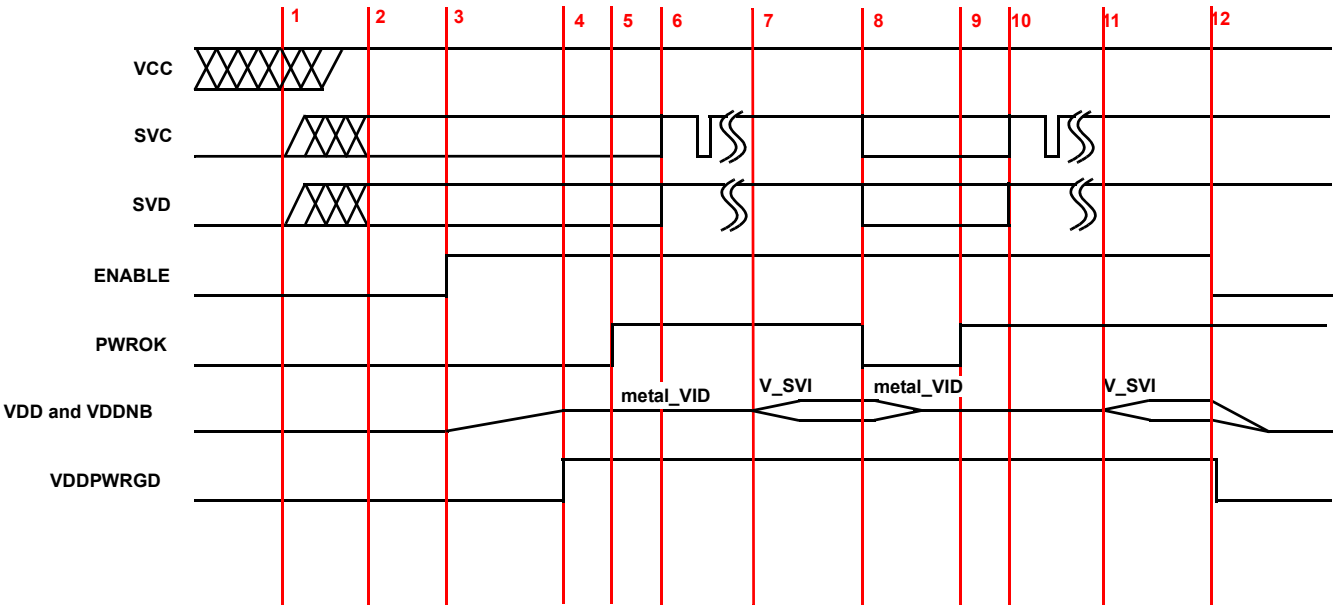 1 2 3 4 5 6 7 8 9 10 11 12
VCC
SVC
SVD
ENABLE
PWROK
metal_VID V_SVI metal_VID V_SVI
VDD and VDDNB
VDDPWRGD